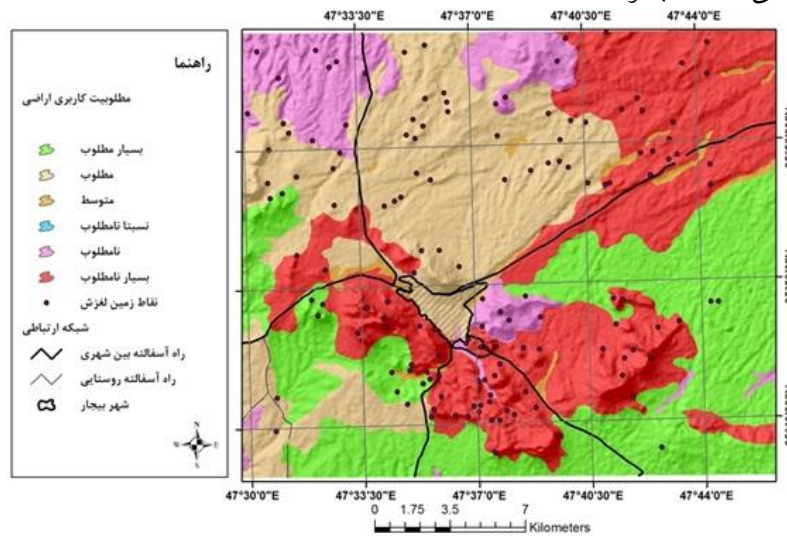 47°33'30"E 47°37'0"E 47°40'30"E 47°44'0"E
راهنما
مطلوبیت کاربری اراضی
بسیار مطلوب
مطلوب
متوسط
نسبتا نامطلوب
نامطلوب
بسیار نامطلوب
نقاط زمین لغزش
شبکه ارتباطی
راه آسفالته بین شهری
راه آسفالته روستایی
شهر بیجار
N
W E
S
47°30'0"E 47°33'30"E 47°37'0"E 47°40'30"E 47°44'0"E
0 1.75 3.5 7
Kilometers